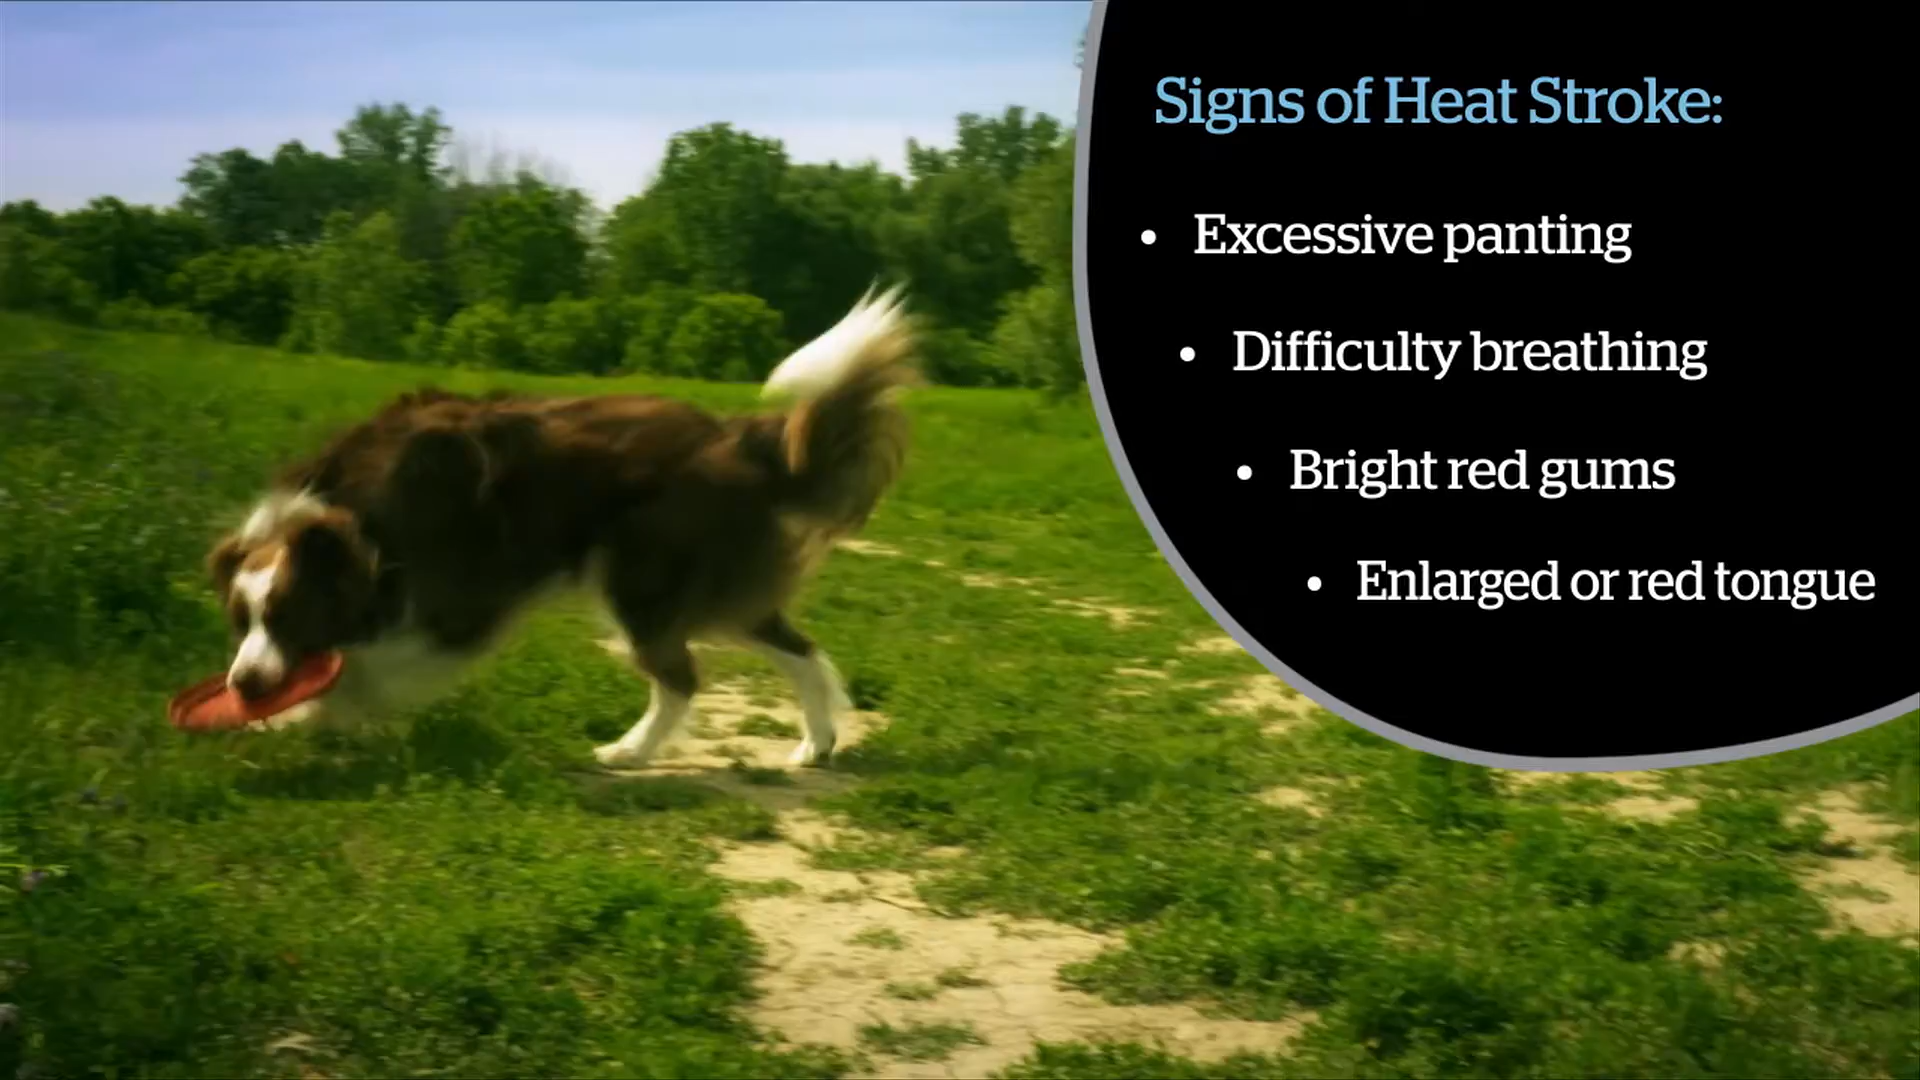 Signs of Heat Stroke:
• Excessive panting
• Difficulty breathing
• Bright red gums
• Enlarged or red tongue